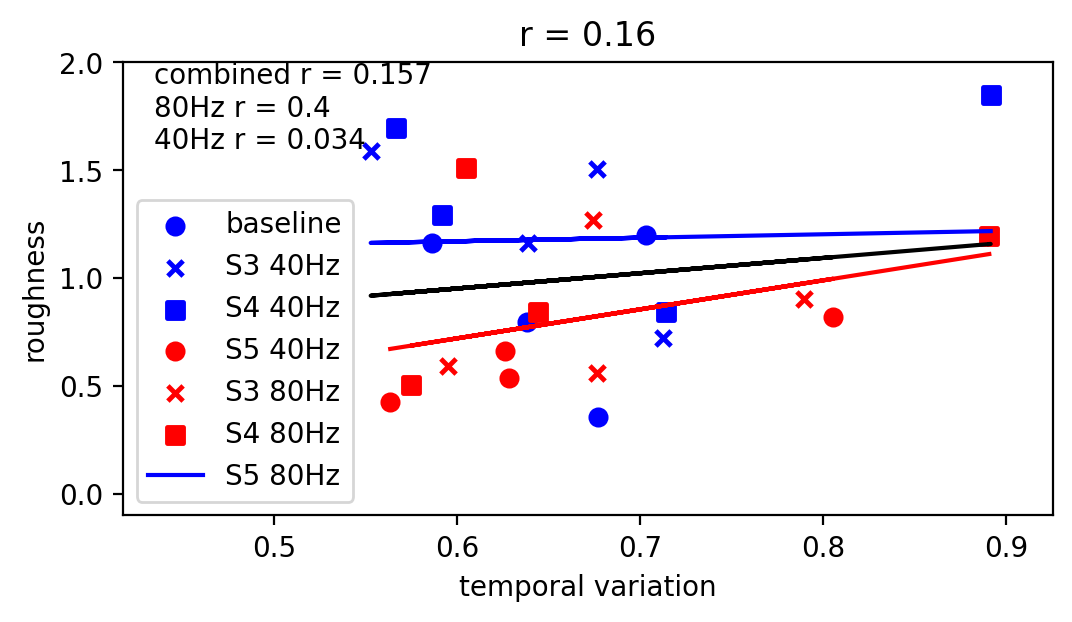 r = 0.16
combined r = 0.157
80Hz r = 0.4
40Hz r = 0.034
baseline
S3 40Hz
S4 40Hz
S5 40Hz
S3 80Hz
S4 80Hz
S5 80Hz
2.0
1.5
1.0
0.5
0.0
roughness
0.5 0.6 0.7 0.8 0.9
temporal variation